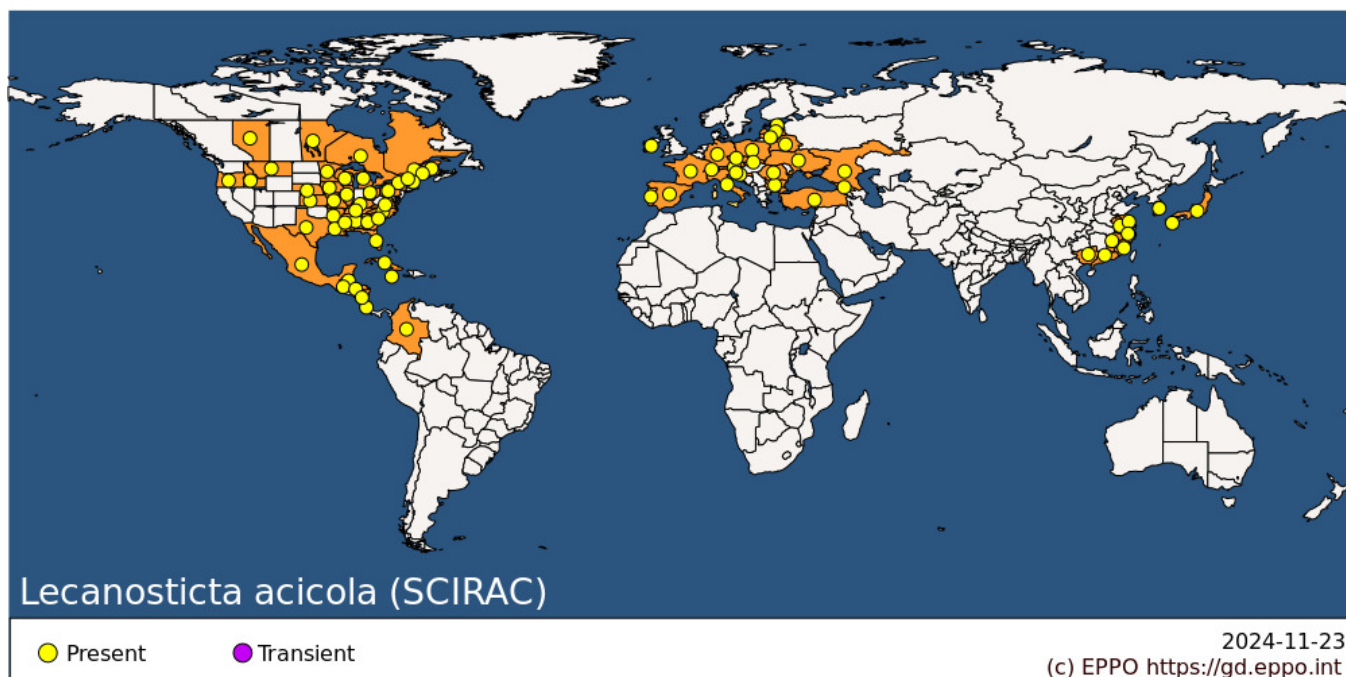 Lecanosticta acicola (SCIRAC)
Present
Transient
2024-11-23
(c) EPPO https://gd.eppo.int